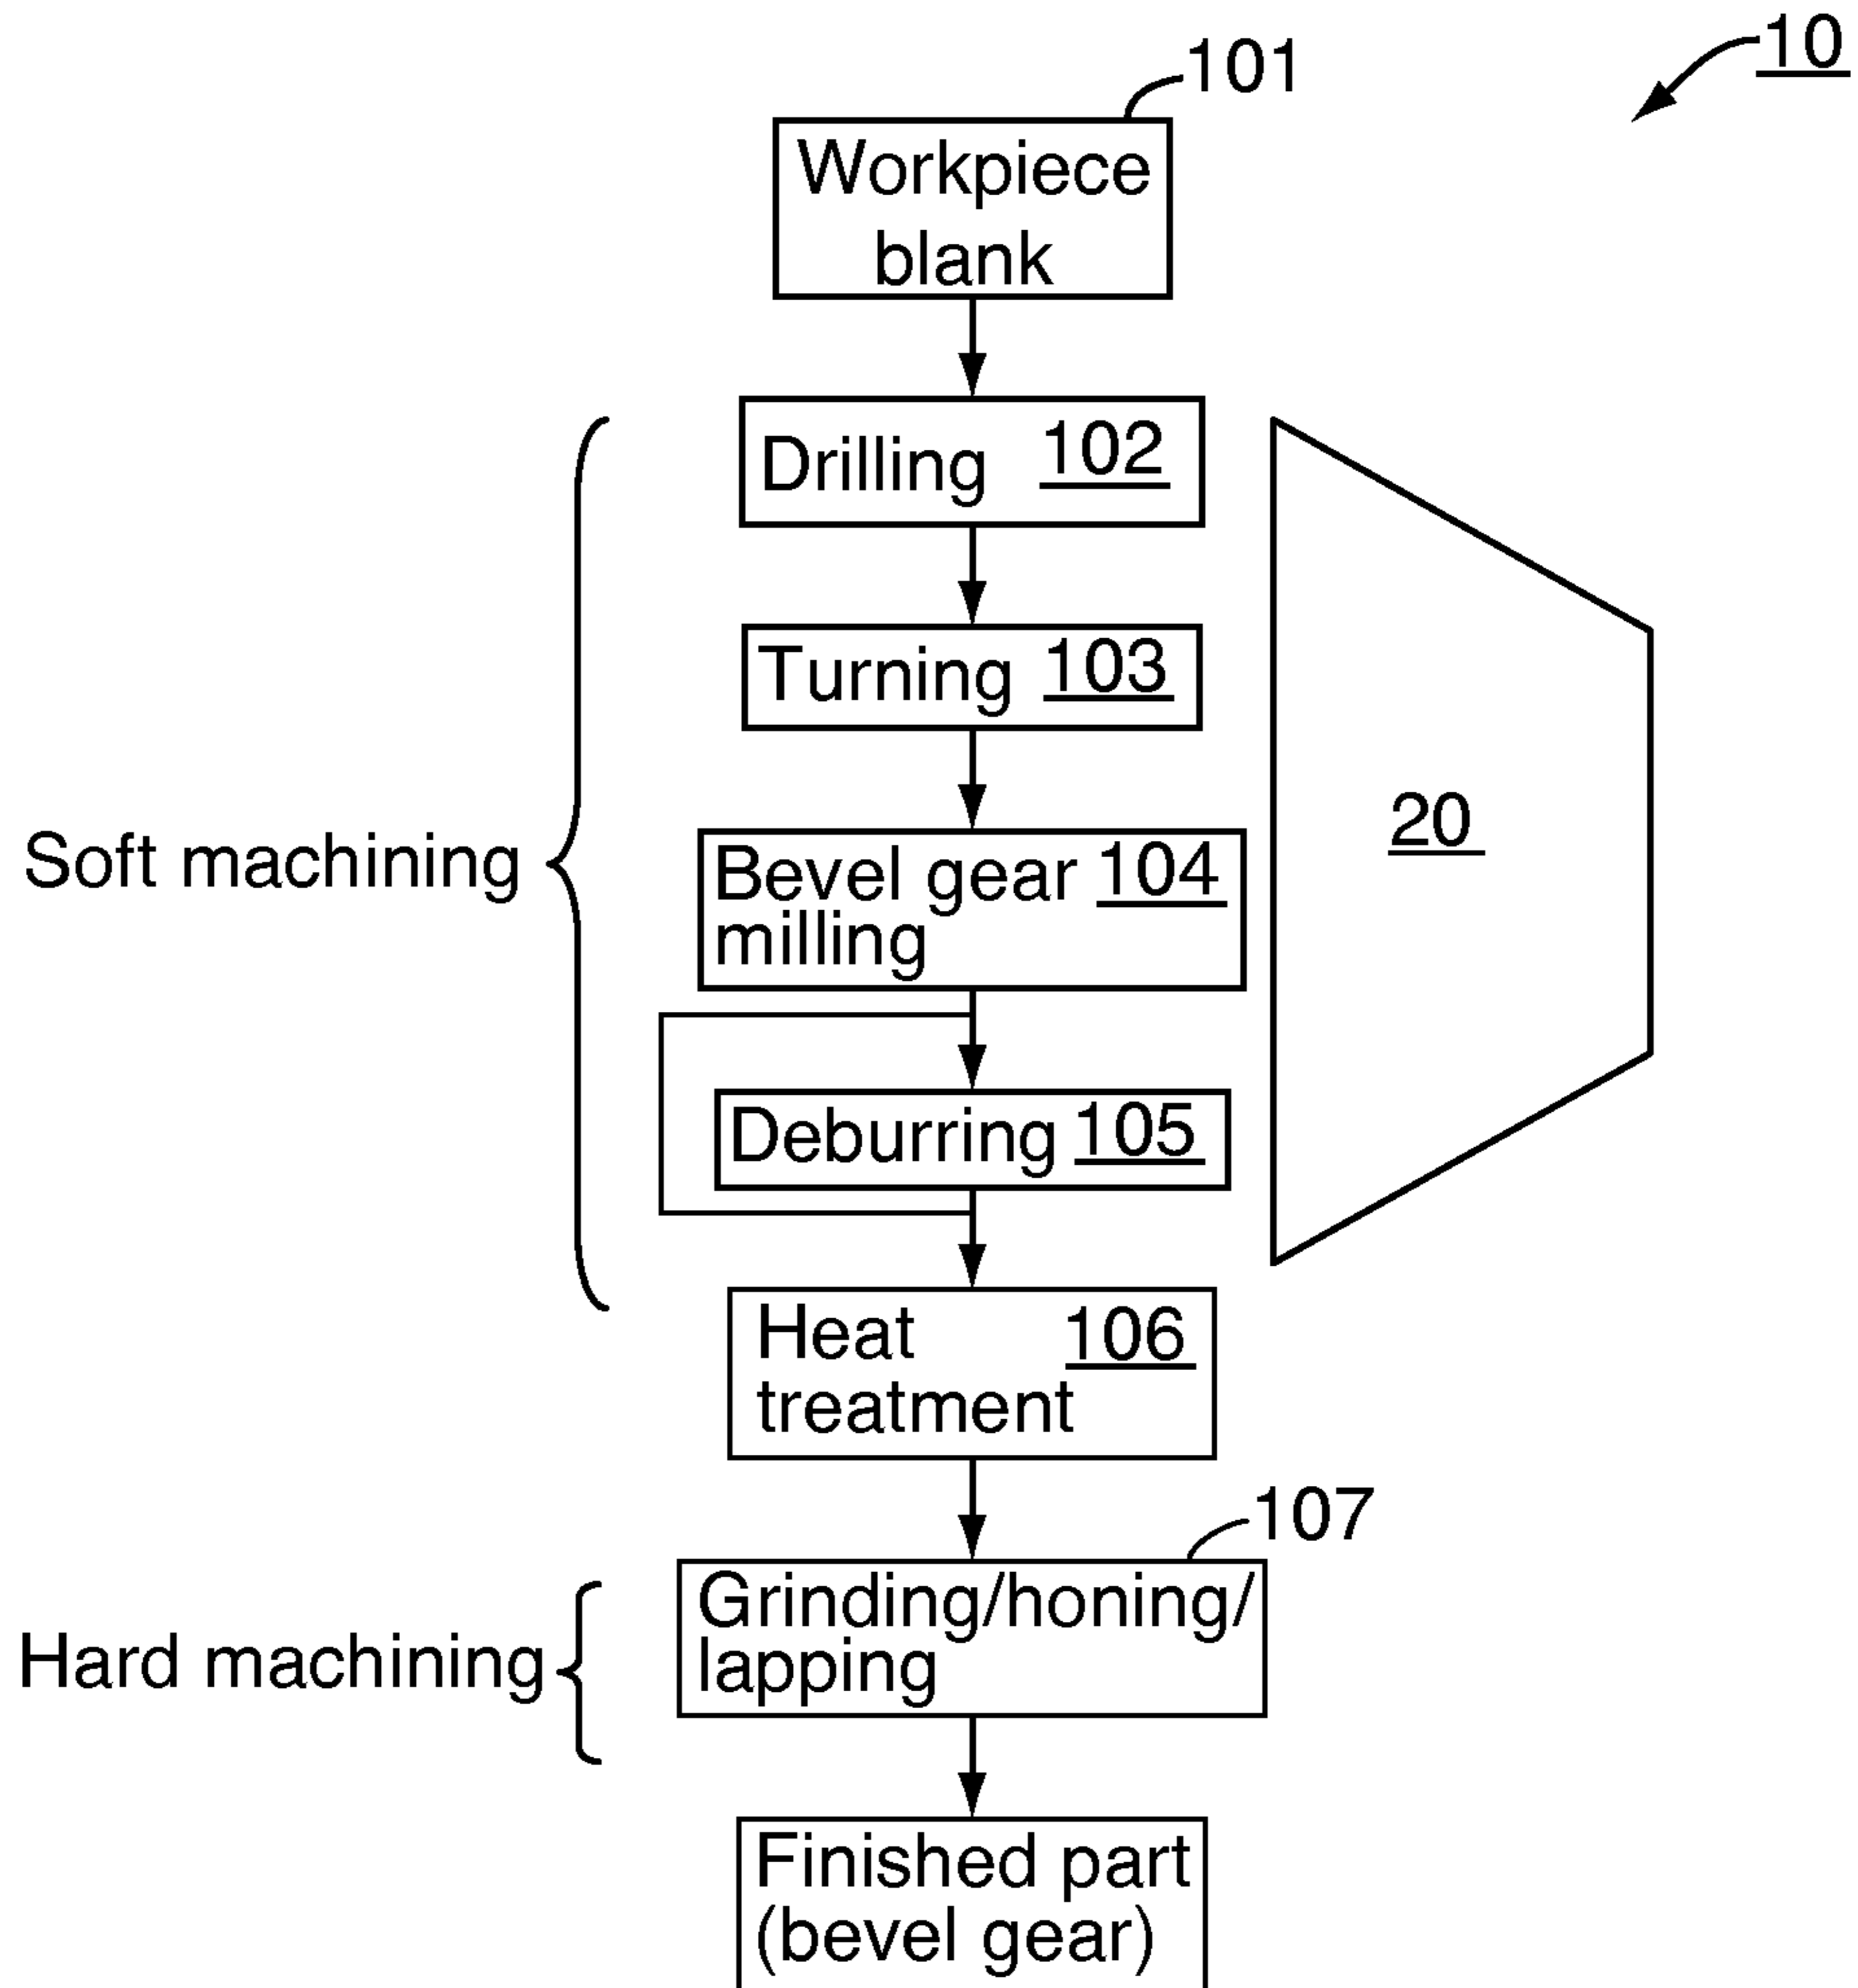 10
101
Workpiece
blank
Drilling 102
Turning 103
Soft machining
Bevel gear 104
milling
20
Deburring 105
Heat 106
treatment
107
Grinding/honing/
lapping
Hard machining
Finished part
(bevel gear)